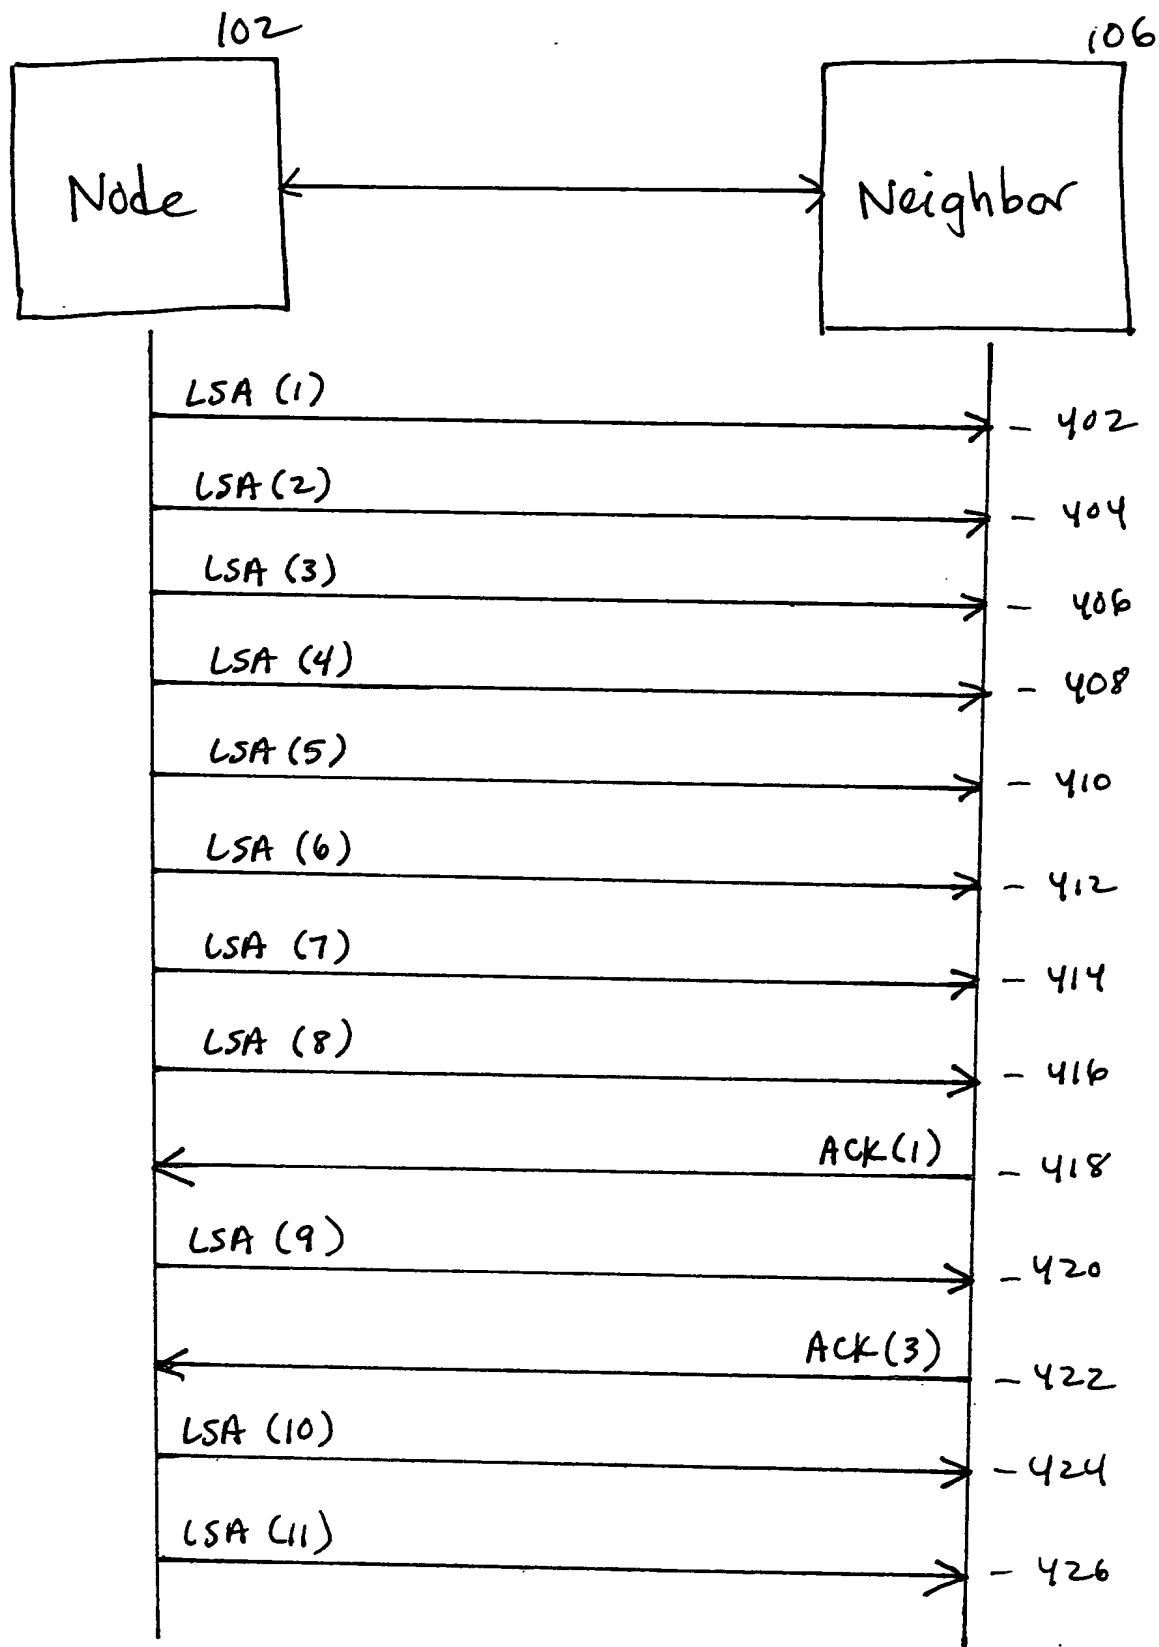 102
106
Node
Neighbor
LSA (1)
- 402
LSA (2)
- 404
LSA (3)
- 406
LSA (4)
- 408
LSA (5)
- 410
LSA (6)
- 412
LSA (7)
- 414
LSA (8)
- 416
ACK (1)
- 418
LSA (9)
- 420
ACK (3)
- 422
LSA (10)
- 424
LSA (11)
- 426